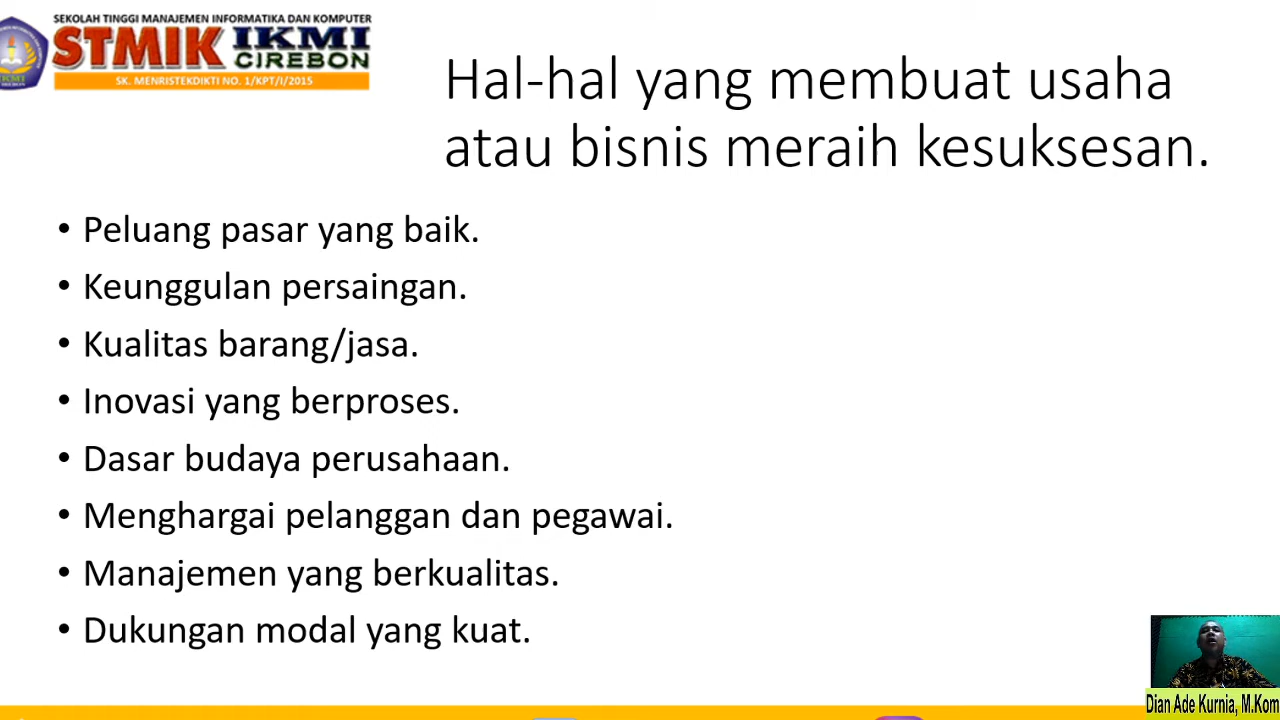 SEKOLAH TINGGI MANAJEMEN INFORMATIKA DAN KOMPUTER
STMIK IKMI
CIREBON
SK. MENRISTEKDIKTI NO. 1/KPT/I/2015
IKMI
Hal-hal yang membuat usaha
atau bisnis meraih kesuksesan.
• Peluang pasar yang baik.
• Keunggulan persaingan.
• Kualitas barang/jasa.
• Inovasi yang berproses.
• Dasar budaya perusahaan.
• Menghargai pelanggan dan pegawai.
• Manajemen yang berkualitas.
• Dukungan modal yang kuat.
Dian Ade Kurnia, M.Kom